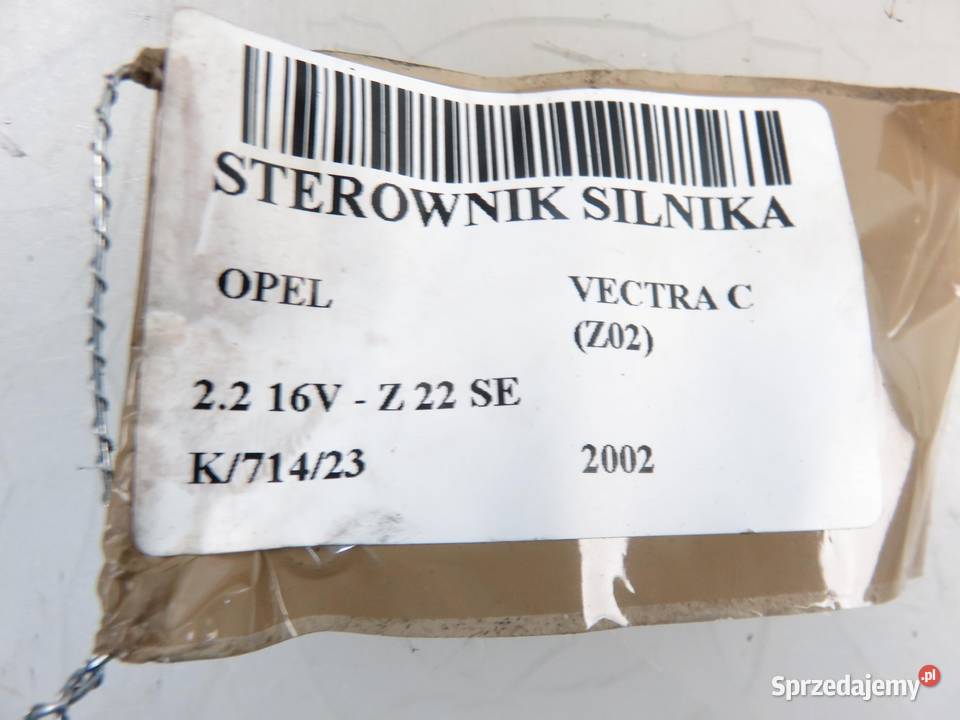 STEROWNIK SILNIKA
OPEL VECTRA C
(Z02)
2.2 16V - Z 22 SE
K/714/23 2002
Sprzedajemy.pl